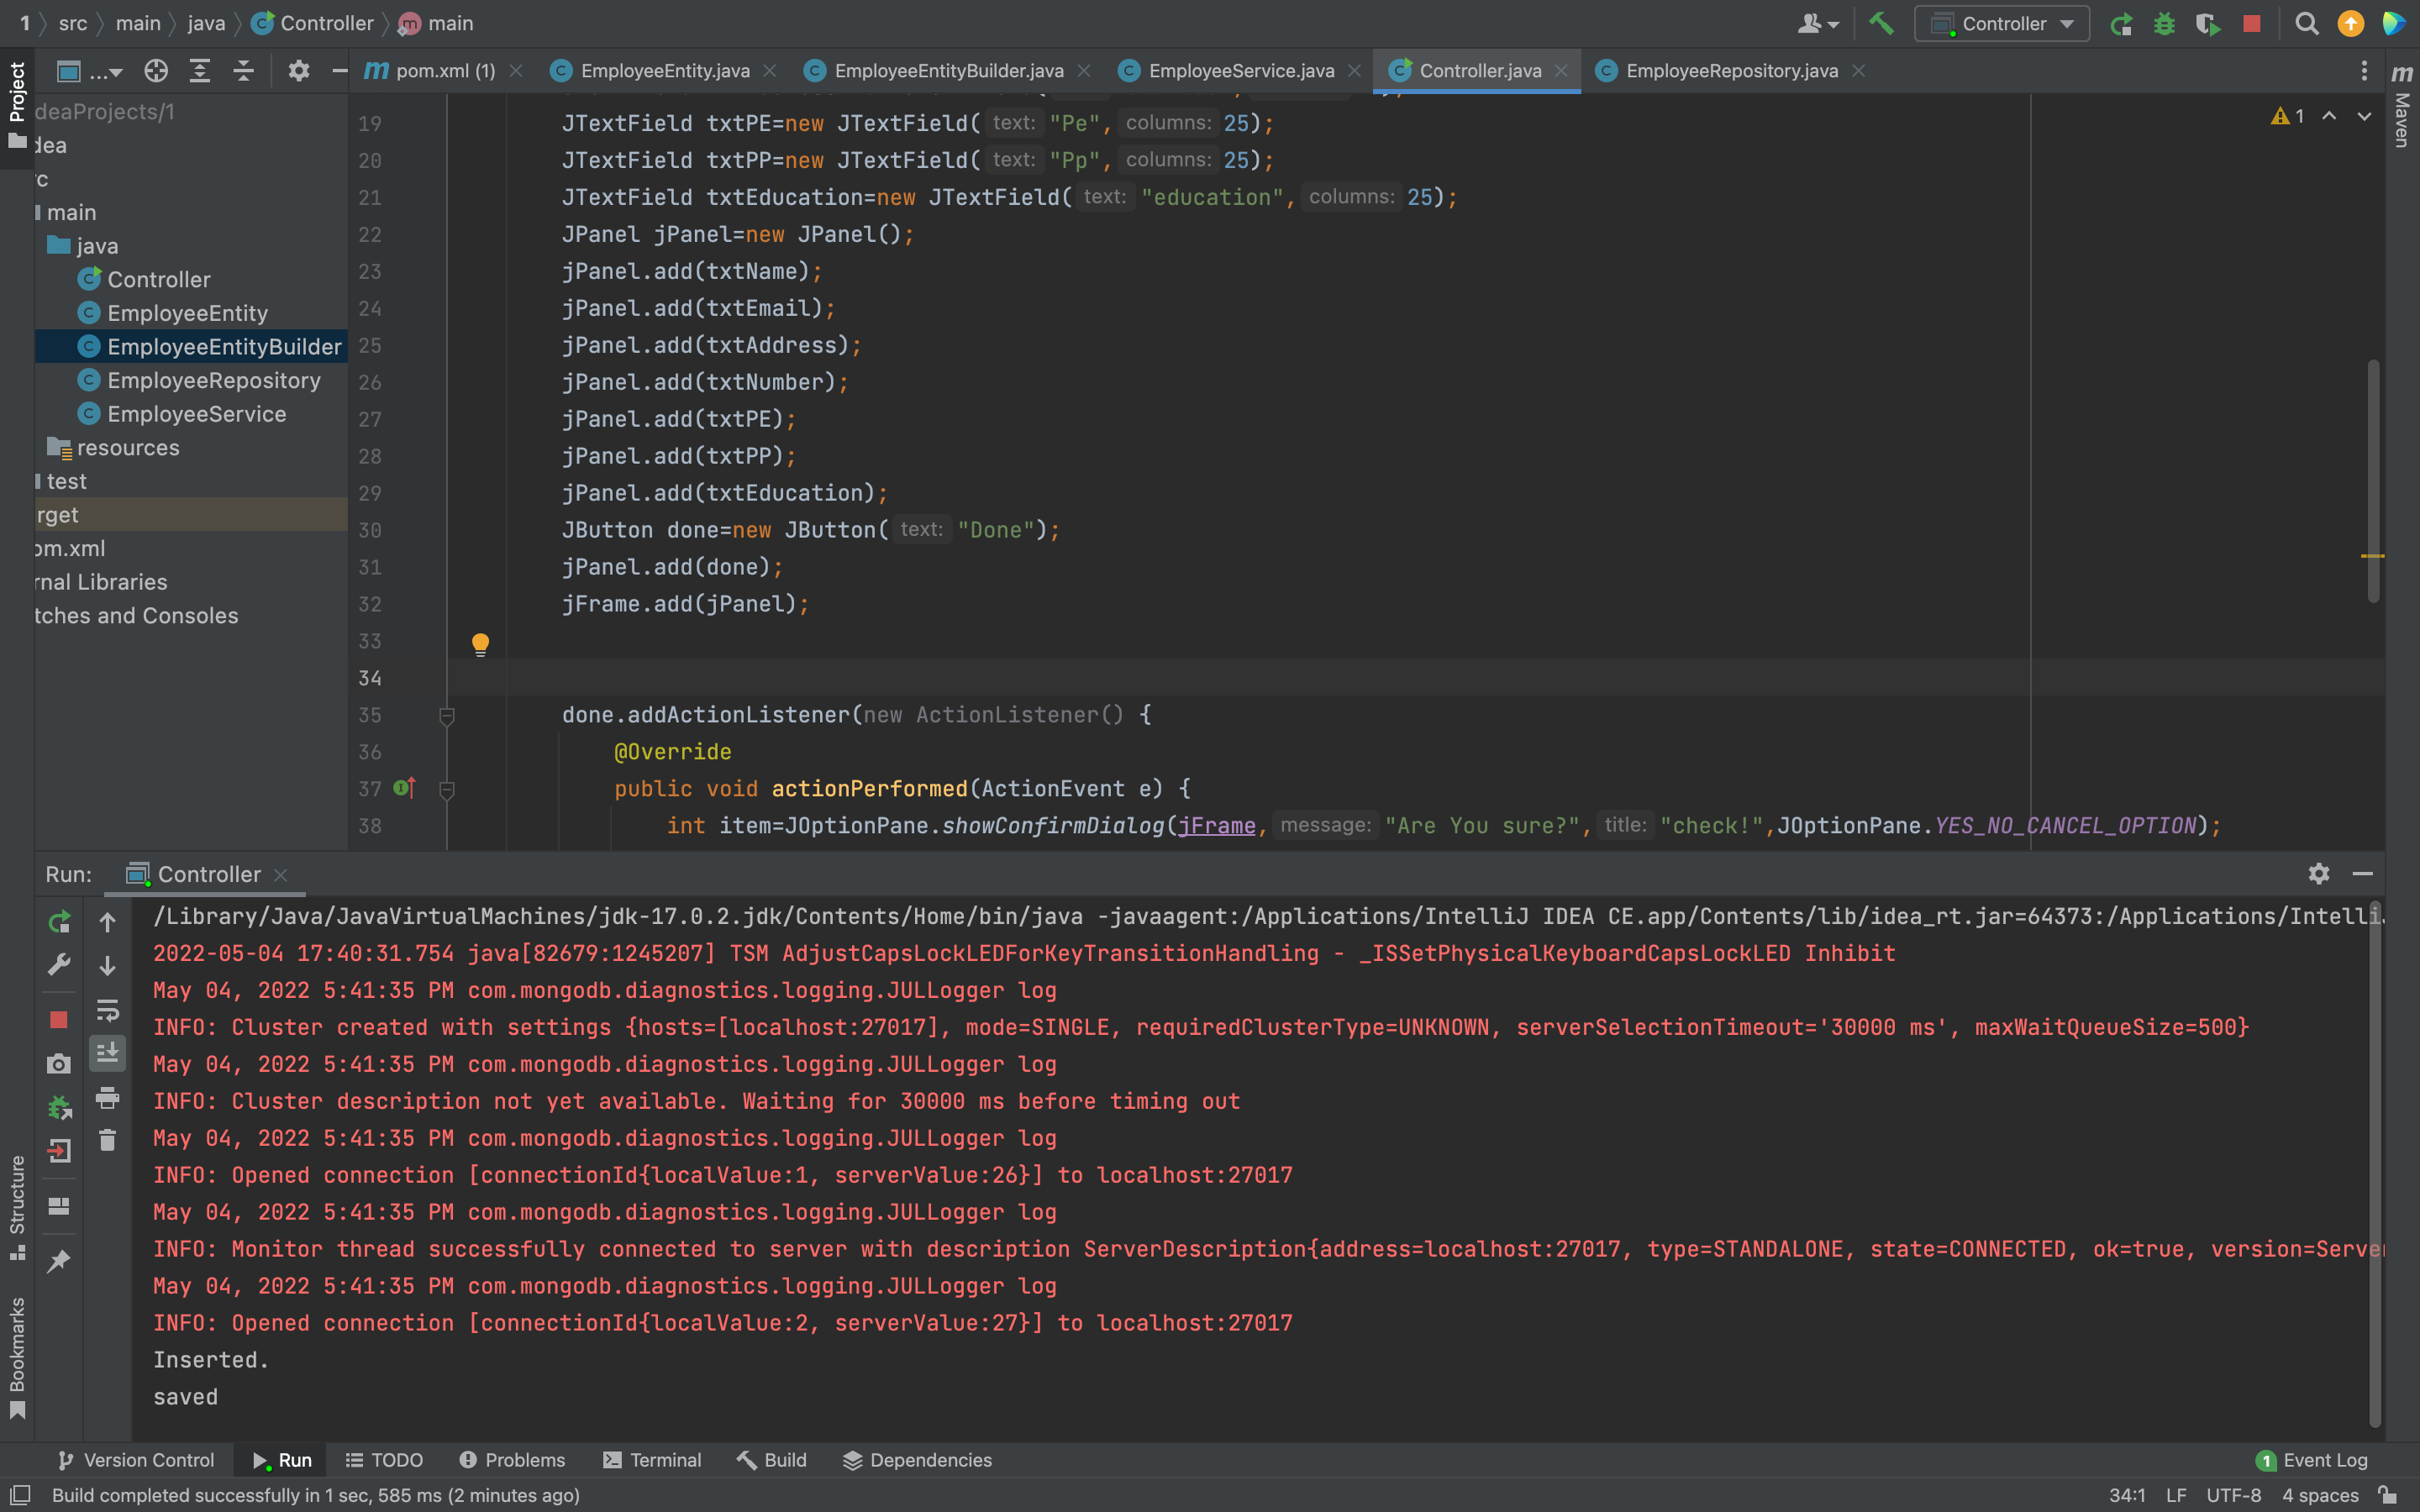 1 src main java Controller main
Controller
... pom.xml (1) EmployeeEntity.java EmployeeEntityBuilder.java EmployeeService.java Controller.java EmployeeRepository.java
Project
Maven
deaProjects/1
dea
rc
main
java
Controller
EmployeeEntity
EmployeeEntityBuilder
EmployeeRepository
EmployeeService
resources
test
rget
om.xml
rnal Libraries
tches and Consoles
1
19 JTextField txtPE=new JTextField( text: "Pe", columns: 25);
20 JTextField txtPP=new JTextField( text: "Pp", columns: 25);
21 JTextField txtEducation=new JTextField( text: "education", columns: 25);
22 JPanel jPanel=new JPanel();
23 jPanel.add(txtName);
24 jPanel.add(txtEmail);
25 jPanel.add(txtAddress);
26 jPanel.add(txtNumber);
27 jPanel.add(txtPE);
28 jPanel.add(txtPP);
29 jPanel.add(txtEducation);
30 JButton done=new JButton( text: "Done");
31 jPanel.add(done);
32 jFrame.add(jPanel);
33
34
35 done.addActionListener(new ActionListener() {
36 @Override
37 public void actionPerformed(ActionEvent e) {
38 int item=JOptionPane.showConfirmDialog(jFrame, message: "Are You sure?", title: "check!",JOptionPane.YES_NO_CANCEL_OPTION);
Run: Controller
/Library/Java/JavaVirtualMachines/jdk-17.0.2.jdk/Contents/Home/bin/java -javaagent:/Applications/IntelliJ IDEA CE.app/Contents/lib/idea_rt.jar=64373:/Applications/IntelliJ
2022-05-04 17:40:31.754 java[82679:1245207] TSM AdjustCapsLockLEDForKeyTransitionHandling - _ISSetPhysicalKeyboardCapsLockLED Inhibit
May 04, 2022 5:41:35 PM com.mongodb.diagnostics.logging.JULLogger log
INFO: Cluster created with settings {hosts=[localhost:27017], mode=SINGLE, requiredClusterType=UNKNOWN, serverSelectionTimeout='30000 ms', maxWaitQueueSize=500}
May 04, 2022 5:41:35 PM com.mongodb.diagnostics.logging.JULLogger log
INFO: Cluster description not yet available. Waiting for 30000 ms before timing out
May 04, 2022 5:41:35 PM com.mongodb.diagnostics.logging.JULLogger log
INFO: Opened connection [connectionId{localValue:1, serverValue:26}] to localhost:27017
May 04, 2022 5:41:35 PM com.mongodb.diagnostics.logging.JULLogger log
INFO: Monitor thread successfully connected to server with description ServerDescription{address=localhost:27017, type=STANDALONE, state=CONNECTED, ok=true, version=Serve
May 04, 2022 5:41:35 PM com.mongodb.diagnostics.logging.JULLogger log
INFO: Opened connection [connectionId{localValue:2, serverValue:27}] to localhost:27017
Inserted.
saved
Structure
Bookmarks
Version Control Run TODO Problems Terminal Build Dependencies 1 Event Log
Build completed successfully in 1 sec, 585 ms (2 minutes ago) 34:1 LF UTF-8 4 spaces